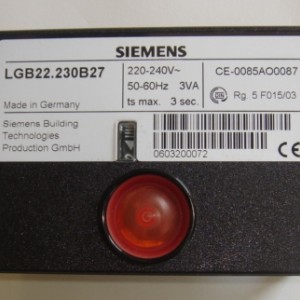 SIEMENS
LGB22.230B27
220-240V~
50-60Hz 3VA
ts max. 3 sec.
CE-0085AO0087
Rg. 5 F015/03
Made in Germany
Siemens Building
Technologies
Production GmbH
0603200072
CE